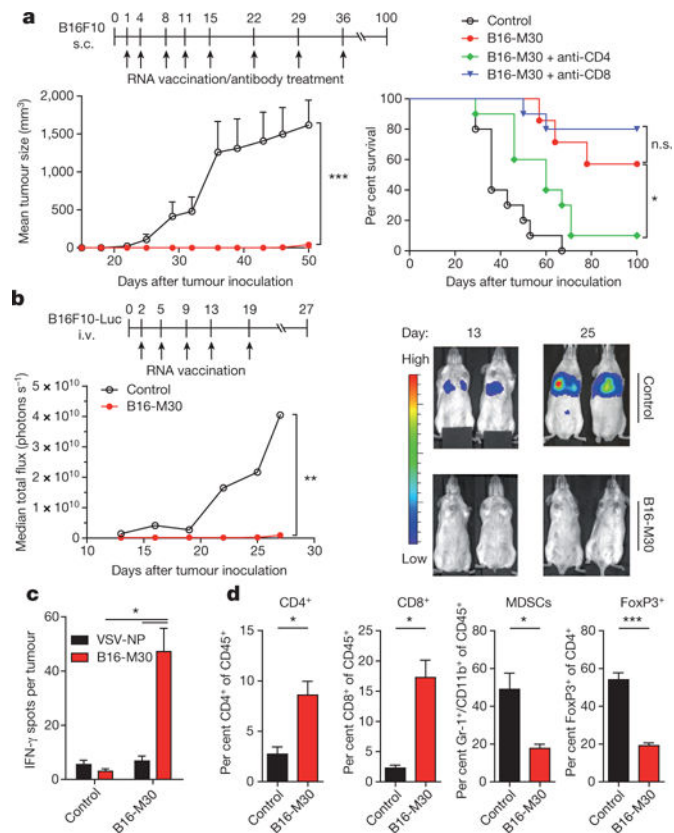 a
B16F10
s.c.
0 1 4 8 11 15 22 29 36 100
RNA vaccination/antibody treatment
Mean tumour size (mm³)
2,000
1,500
1,000
500
0
20 30 40 50
Days after tumour inoculation
***
Control
B16-M30
B16-M30 + anti-CD4
B16-M30 + anti-CD8
Per cent survival
100
80
60
40
20
0
0 20 40 60 80 100
Days after tumour inoculation
n.s.
*
b
B16F10-Luc
i.v.
0 2 5 9 13 19 27
RNA vaccination
Control
B16-M30
Median total flux (photons s⁻¹)
5 × 10¹⁰
4 × 10¹⁰
3 × 10¹⁰
2 × 10¹⁰
1 × 10¹⁰
0
10 15 20 25 30
Days after tumour inoculation
**
Day: 13 25
High
Low
Control
B16-M30
c
VSV-NP
B16-M30
*
IFN-γ spots per tumour
60
40
20
0
Control
B16-M30
d
CD4⁺
*
Per cent CD4⁺ of CD45⁺
15
10
5
0
Control
B16-M30
CD8⁺
*
Per cent CD8⁺ of CD45⁺
25
20
15
10
5
0
Control
B16-M30
MDSCs
*
Per cent Gr-1⁺/CD11b⁺ of CD45⁺
80
60
40
20
0
Control
B16-M30
FoxP3⁺
***
Per cent FoxP3⁺ of CD4⁺
80
60
40
20
0
Control
B16-M30